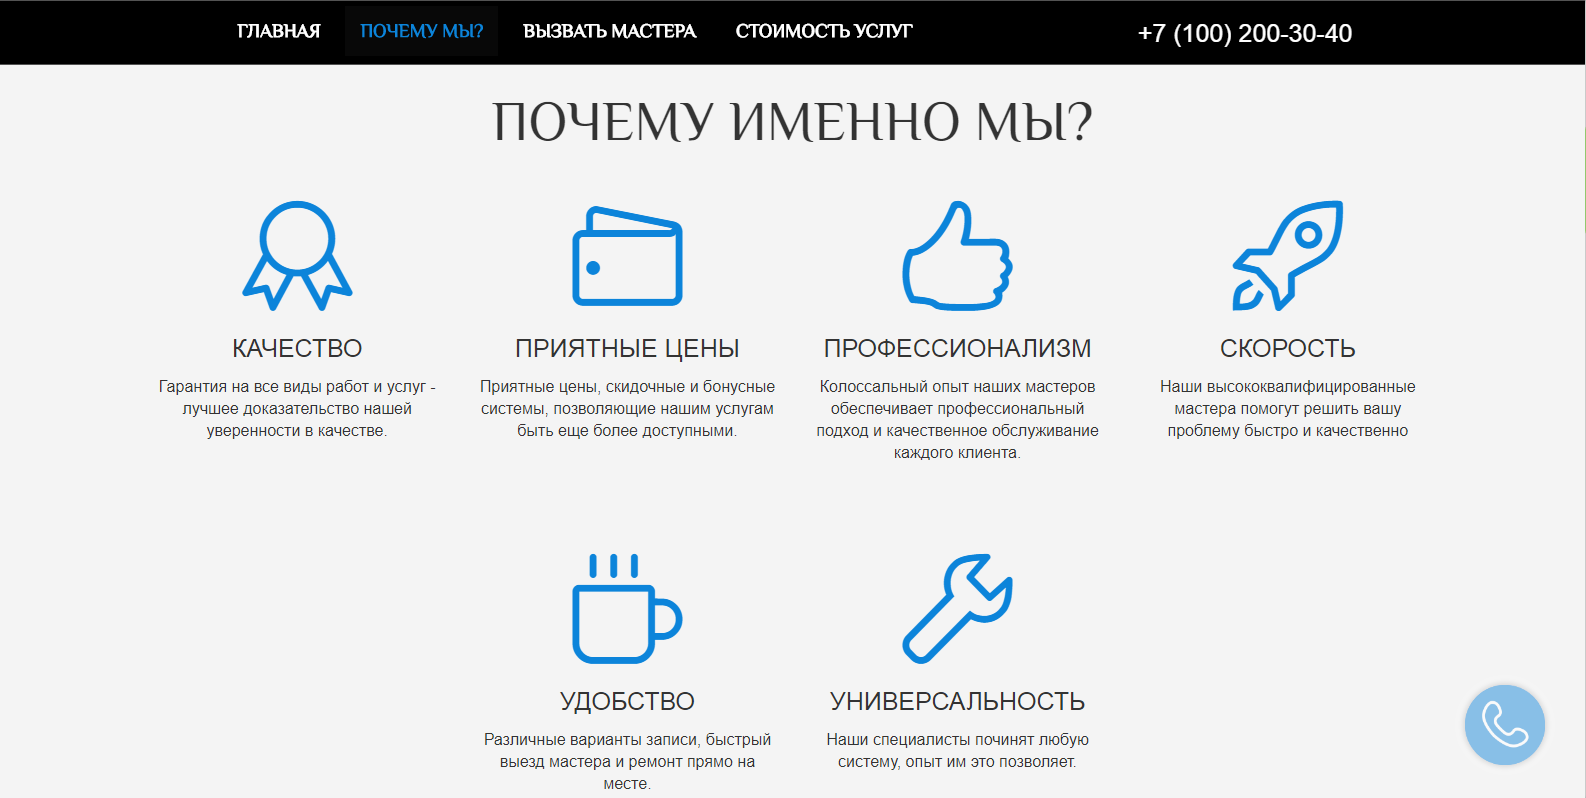 ГЛАВНАЯ ПОЧЕМУ МЫ? ВЫЗВАТЬ МАСТЕРА СТОИМОСТЬ УСЛУГ +7 (100) 200-30-40
ПОЧЕМУ ИМЕННО МЫ?
КАЧЕСТВО
Гарантия на все виды работ и услуг -
лучшее доказательство нашей
уверенности в качестве.
ПРИЯТНЫЕ ЦЕНЫ
Приятные цены, скидочные и бонусные
системы, позволяющие нашим услугам
быть еще более доступными.
ПРОФЕССИОНАЛИЗМ
Колоссальный опыт наших мастеров
обеспечивает профессиональный
подход и качественное обслуживание
каждого клиента.
СКОРОСТЬ
Наши высококвалифицированные
мастера помогут решить вашу
проблему быстро и качественно
УДОБСТВО
Различные варианты записи, быстрый
выезд мастера и ремонт прямо на
месте.
УНИВЕРСАЛЬНОСТЬ
Наши специалисты починят любую
систему, опыт им это позволяет.